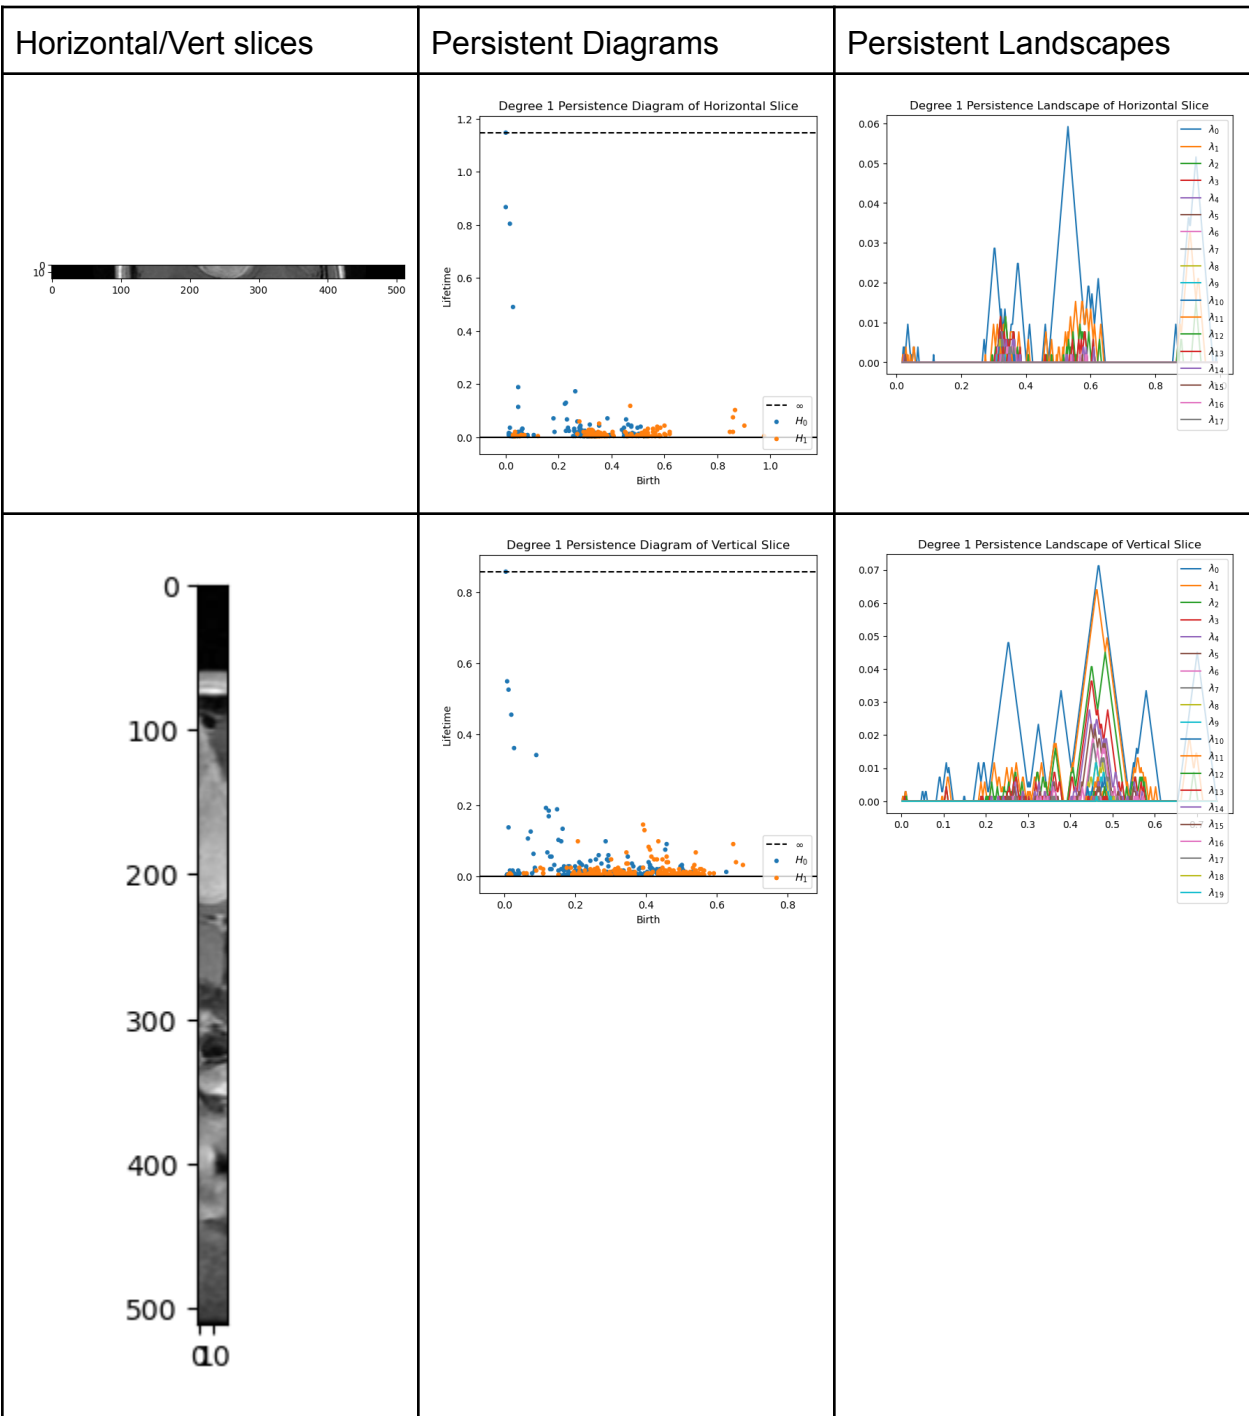 Horizontal/Vert slices
Persistent Diagrams
Persistent Landscapes
0
10
0 100 200 300 400 500
Degree 1 Persistence Diagram of Horizontal Slice
1.2
1.0
0.8
0.6
0.4
0.2
0.0
Lifetime
∞
H₀
H₁
0.0 0.2 0.4 0.6 0.8 1.0
Birth
Degree 1 Persistence Landscape of Horizontal Slice
0.06
0.05
0.04
0.03
0.02
0.01
0.00
0.0 0.2 0.4 0.6 0.8
λ₀
λ₁
λ₂
λ₃
λ₄
λ₅
λ₆
λ₇
λ₈
λ₉
λ₁₀
λ₁₁
λ₁₂
λ₁₃
λ₁₄
λ₁₅
λ₁₆
λ₁₇
0
100
200
300
400
500
0 10
Degree 1 Persistence Diagram of Vertical Slice
0.8
0.6
0.4
0.2
0.0
Lifetime
∞
H₀
H₁
0.0 0.2 0.4 0.6 0.8
Birth
Degree 1 Persistence Landscape of Vertical Slice
0.07
0.06
0.05
0.04
0.03
0.02
0.01
0.00
0.0 0.1 0.2 0.3 0.4 0.5 0.6 0.7
λ₀
λ₁
λ₂
λ₃
λ₄
λ₅
λ₆
λ₇
λ₈
λ₉
λ₁₀
λ₁₁
λ₁₂
λ₁₃
λ₁₄
λ₁₅
λ₁₆
λ₁₇
λ₁₈
λ₁₉